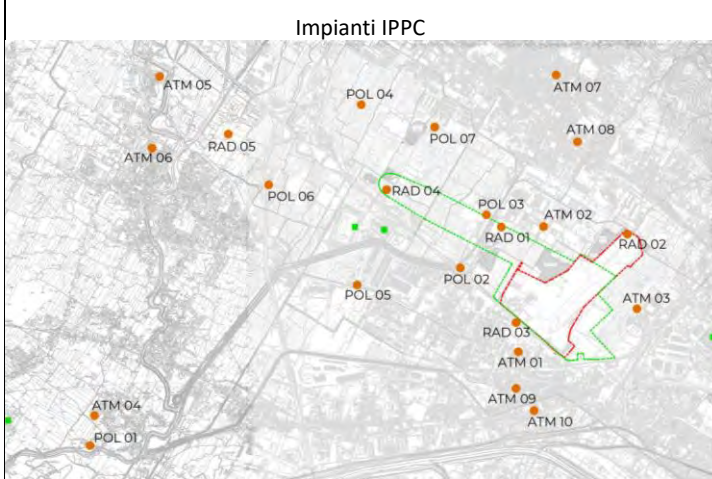 Impianti IPPC
ATM 05
ATM 07
POL 04
POL 07
ATM 08
RAD 05
ATM 06
POL 06
RAD 04
POL 03
RAD 01
ATM 02
RAD 02
POL 02
POL 05
ATM 03
RAD 03
ATM 01
ATM 09
ATM 04
ATM 10
POL 01